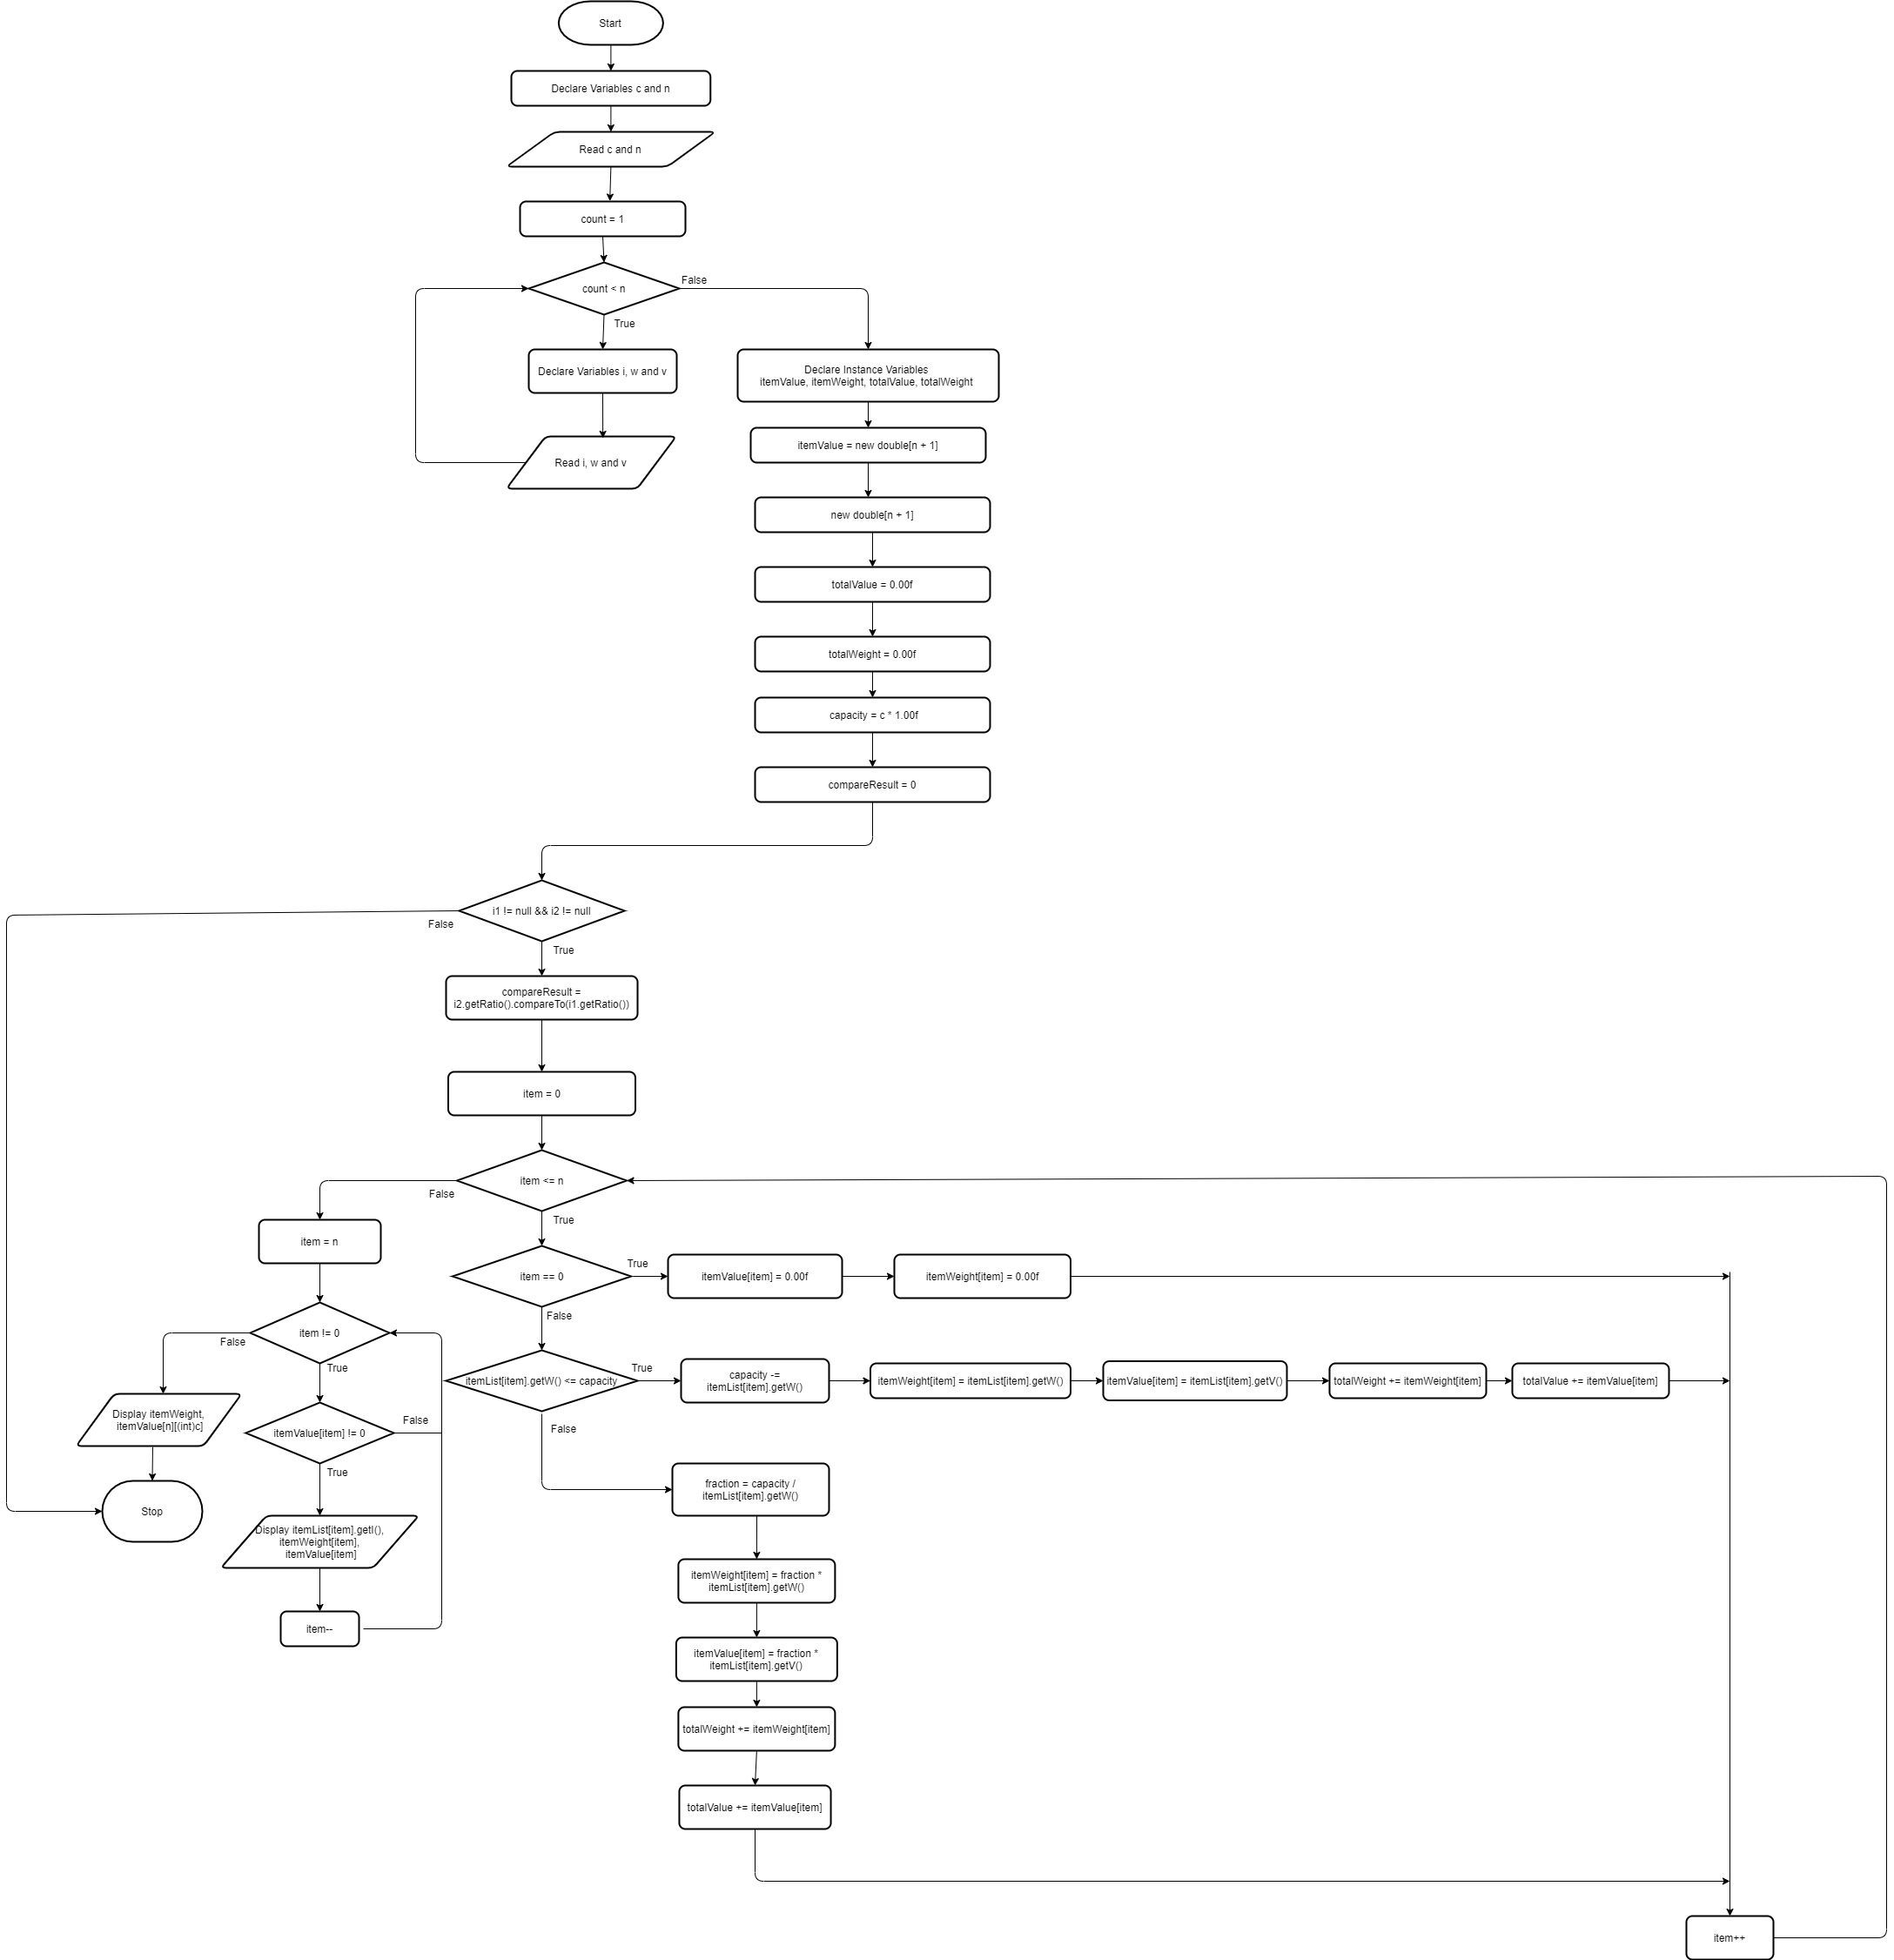 Start
Declare Variables c and n
Read c and n
count = 1
count < n
False
True
Declare Variables i, w and v
Read i, w and v
Declare Instance Variables
itemValue, itemWeight, totalValue, totalWeight
itemValue = new double[n + 1]
new double[n + 1]
totalValue = 0.00f
totalWeight = 0.00f
capacity = c * 1.00f
compareResult = 0
i1 != null && i2 != null
False
True
compareResult =
i2.getRatio().compareTo(i1.getRatio())
item = 0
item <= n
False
True
item = n
item == 0
True
itemValue[item] = 0.00f
itemWeight[item] = 0.00f
False
item != 0
False
True
itemList[item].getW() <= capacity
True
capacity -=
itemList[item].getW()
itemWeight[item] = itemList[item].getW()
itemValue[item] = itemList[item].getV()
totalWeight += itemWeight[item]
totalValue += itemValue[item]
False
Display itemWeight,
itemValue[n][(int)c]
itemValue[item] != 0
False
True
Stop
Display itemList[item].getI(),
itemWeight[item],
itemValue[item]
item--
fraction = capacity /
itemList[item].getW()
itemWeight[item] = fraction *
itemList[item].getW()
itemValue[item] = fraction *
itemList[item].getV()
totalWeight += itemWeight[item]
totalValue += itemValue[item]
item++